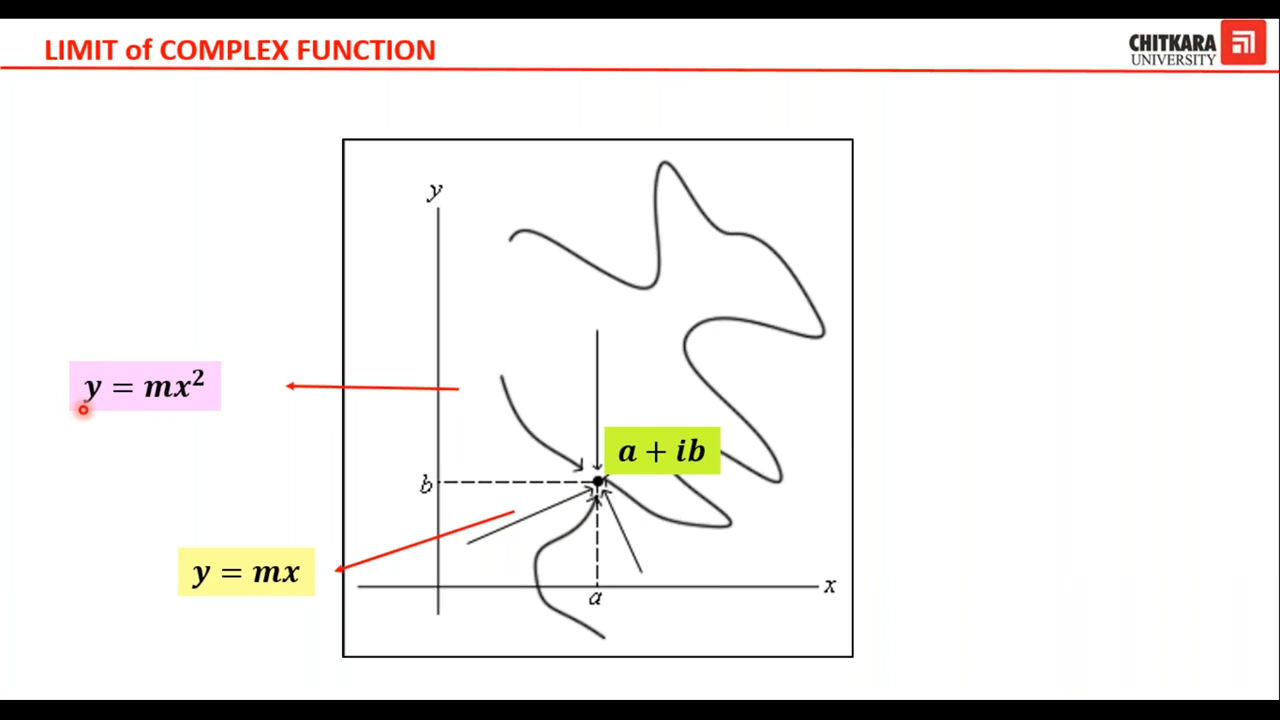 LIMIT of COMPLEX FUNCTION
CHITKARA
UNIVERSITY
y
y = mx²
a + ib
b
y = mx
a
x